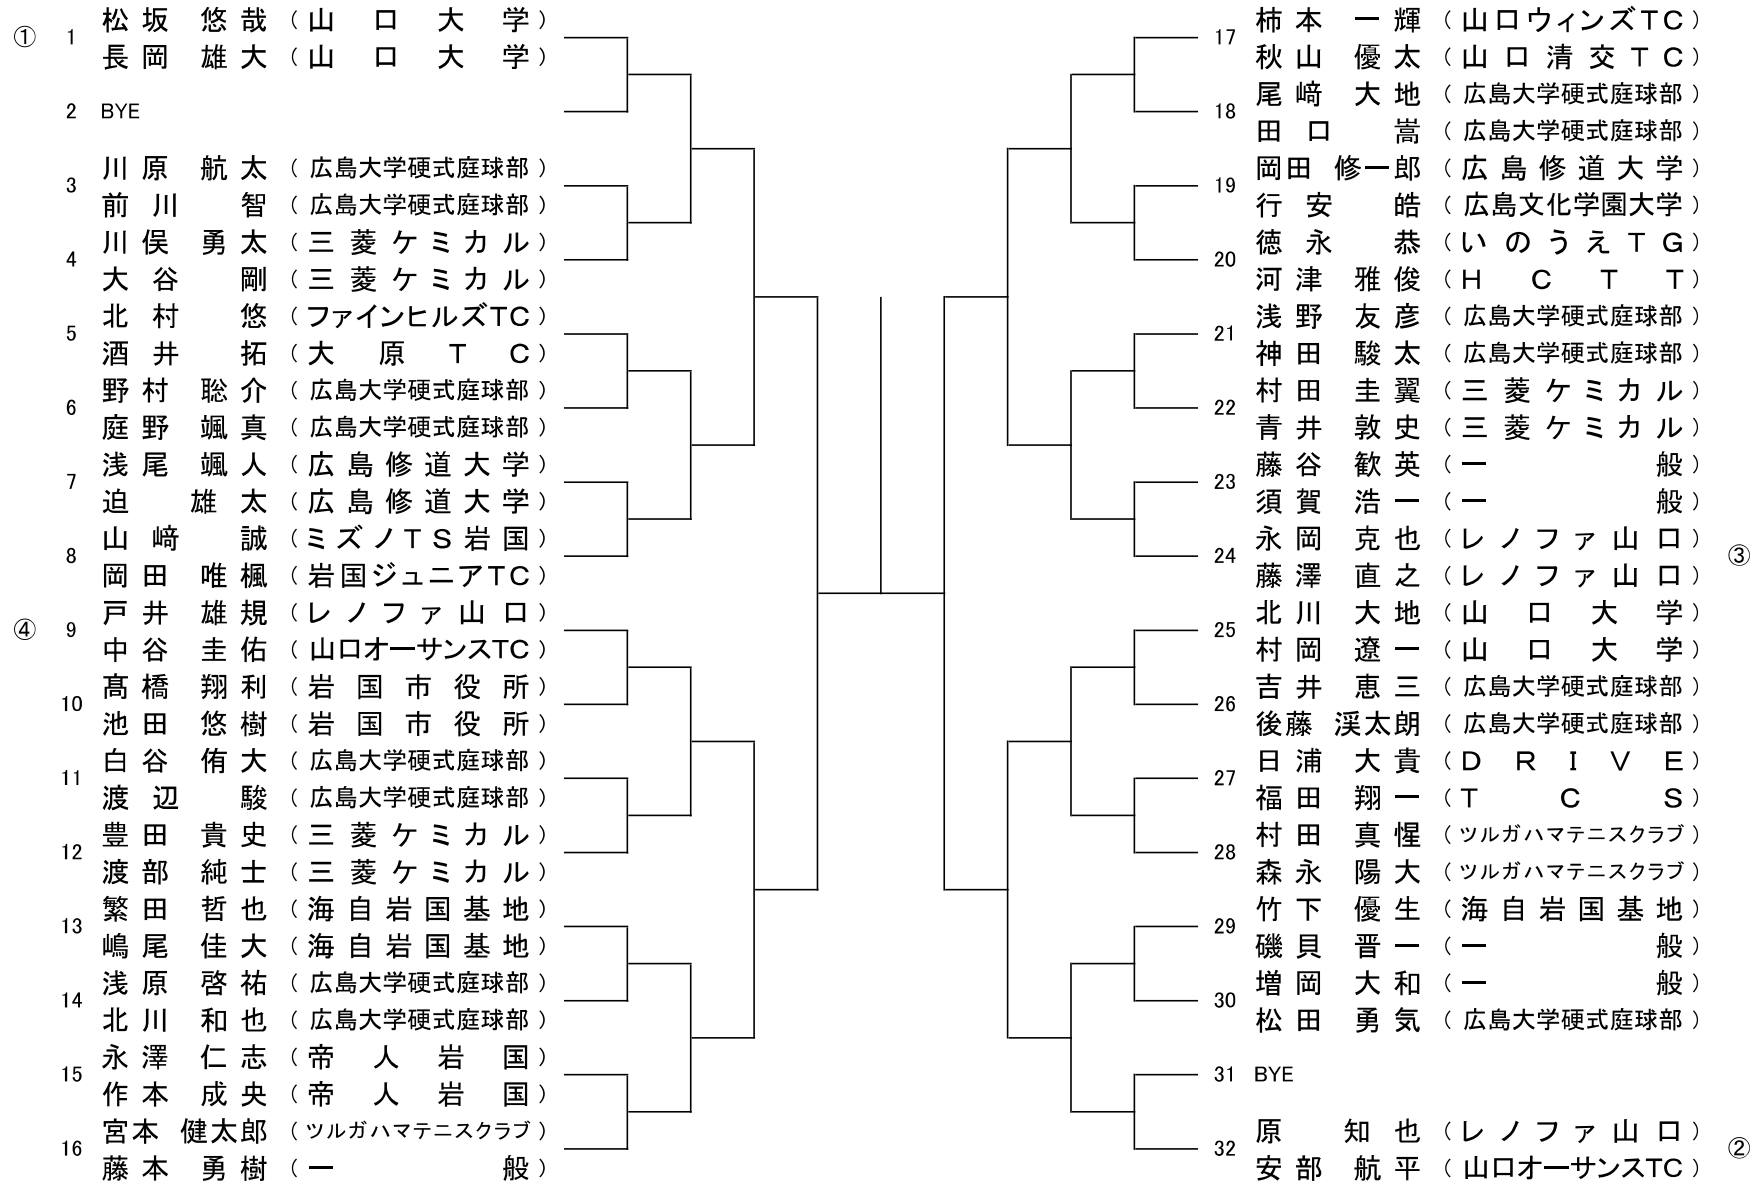 ① 1 松坂 悠哉 (山口大学)
長岡 雄大 (山口大学)
2 BYE
3 川原 航太 (広島大学硬式庭球部)
前川 智 (広島大学硬式庭球部)
4 川俣 勇太 (三菱ケミカル)
大谷 剛 (三菱ケミカル)
5 北村 悠 (ファインヒルズTC)
酒井 拓 (大原TC)
6 野村 聡介 (広島大学硬式庭球部)
庭野 颯真 (広島大学硬式庭球部)
7 浅尾 颯人 (広島修道大学)
迫 雄太 (広島修道大学)
8 山﨑 誠 (ミズノTS岩国)
岡田 唯楓 (岩国ジュニアTC)
④ 9 戸井 雄規 (レノファ山口)
中谷 圭佑 (山口オーサンスTC)
10 髙橋 翔利 (岩国市役所)
池田 悠樹 (岩国市役所)
11 白谷 侑大 (広島大学硬式庭球部)
渡辺 駿 (広島大学硬式庭球部)
12 豊田 貴史 (三菱ケミカル)
渡部 純士 (三菱ケミカル)
13 繁田 哲也 (海自岩国基地)
嶋尾 佳大 (海自岩国基地)
14 浅原 啓祐 (広島大学硬式庭球部)
北川 和也 (広島大学硬式庭球部)
15 永澤 仁志 (帝人岩国)
作本 成央 (帝人岩国)
16 宮本 健太郎 (ツルガハマテニスクラブ)
藤本 勇樹 (一般)
17 柿本 一輝 (山口ウィンズTC)
秋山 優太 (山口清交TC)
18 尾﨑 大地 (広島大学硬式庭球部)
田口 嵩 (広島大学硬式庭球部)
19 岡田 修一郎 (広島修道大学)
行安 皓 (広島文化学園大学)
20 徳永 恭 (いのうえTG)
河津 雅俊 (HCTT)
21 浅野 友彦 (広島大学硬式庭球部)
神田 駿太 (広島大学硬式庭球部)
22 村田 圭翼 (三菱ケミカル)
青井 敦史 (三菱ケミカル)
23 藤谷 歓英 (一般)
須賀 浩一 (一般)
24 永岡 克也 (レノファ山口) ③
藤澤 直之 (レノファ山口)
25 北川 大地 (山口大学)
村岡 遼一 (山口大学)
26 吉井 恵三 (広島大学硬式庭球部)
後藤 渓太朗 (広島大学硬式庭球部)
27 日浦 大貴 (DRIVE)
福田 翔一 (TCS)
28 村田 真惺 (ツルガハマテニスクラブ)
森永 陽大 (ツルガハマテニスクラブ)
29 竹下 優生 (海自岩国基地)
磯貝 晋一 (一般)
30 増岡 大和 (一般)
松田 勇気 (広島大学硬式庭球部)
31 BYE
32 原 知也 (レノファ山口) ②
安部 航平 (山口オーサンスTC)